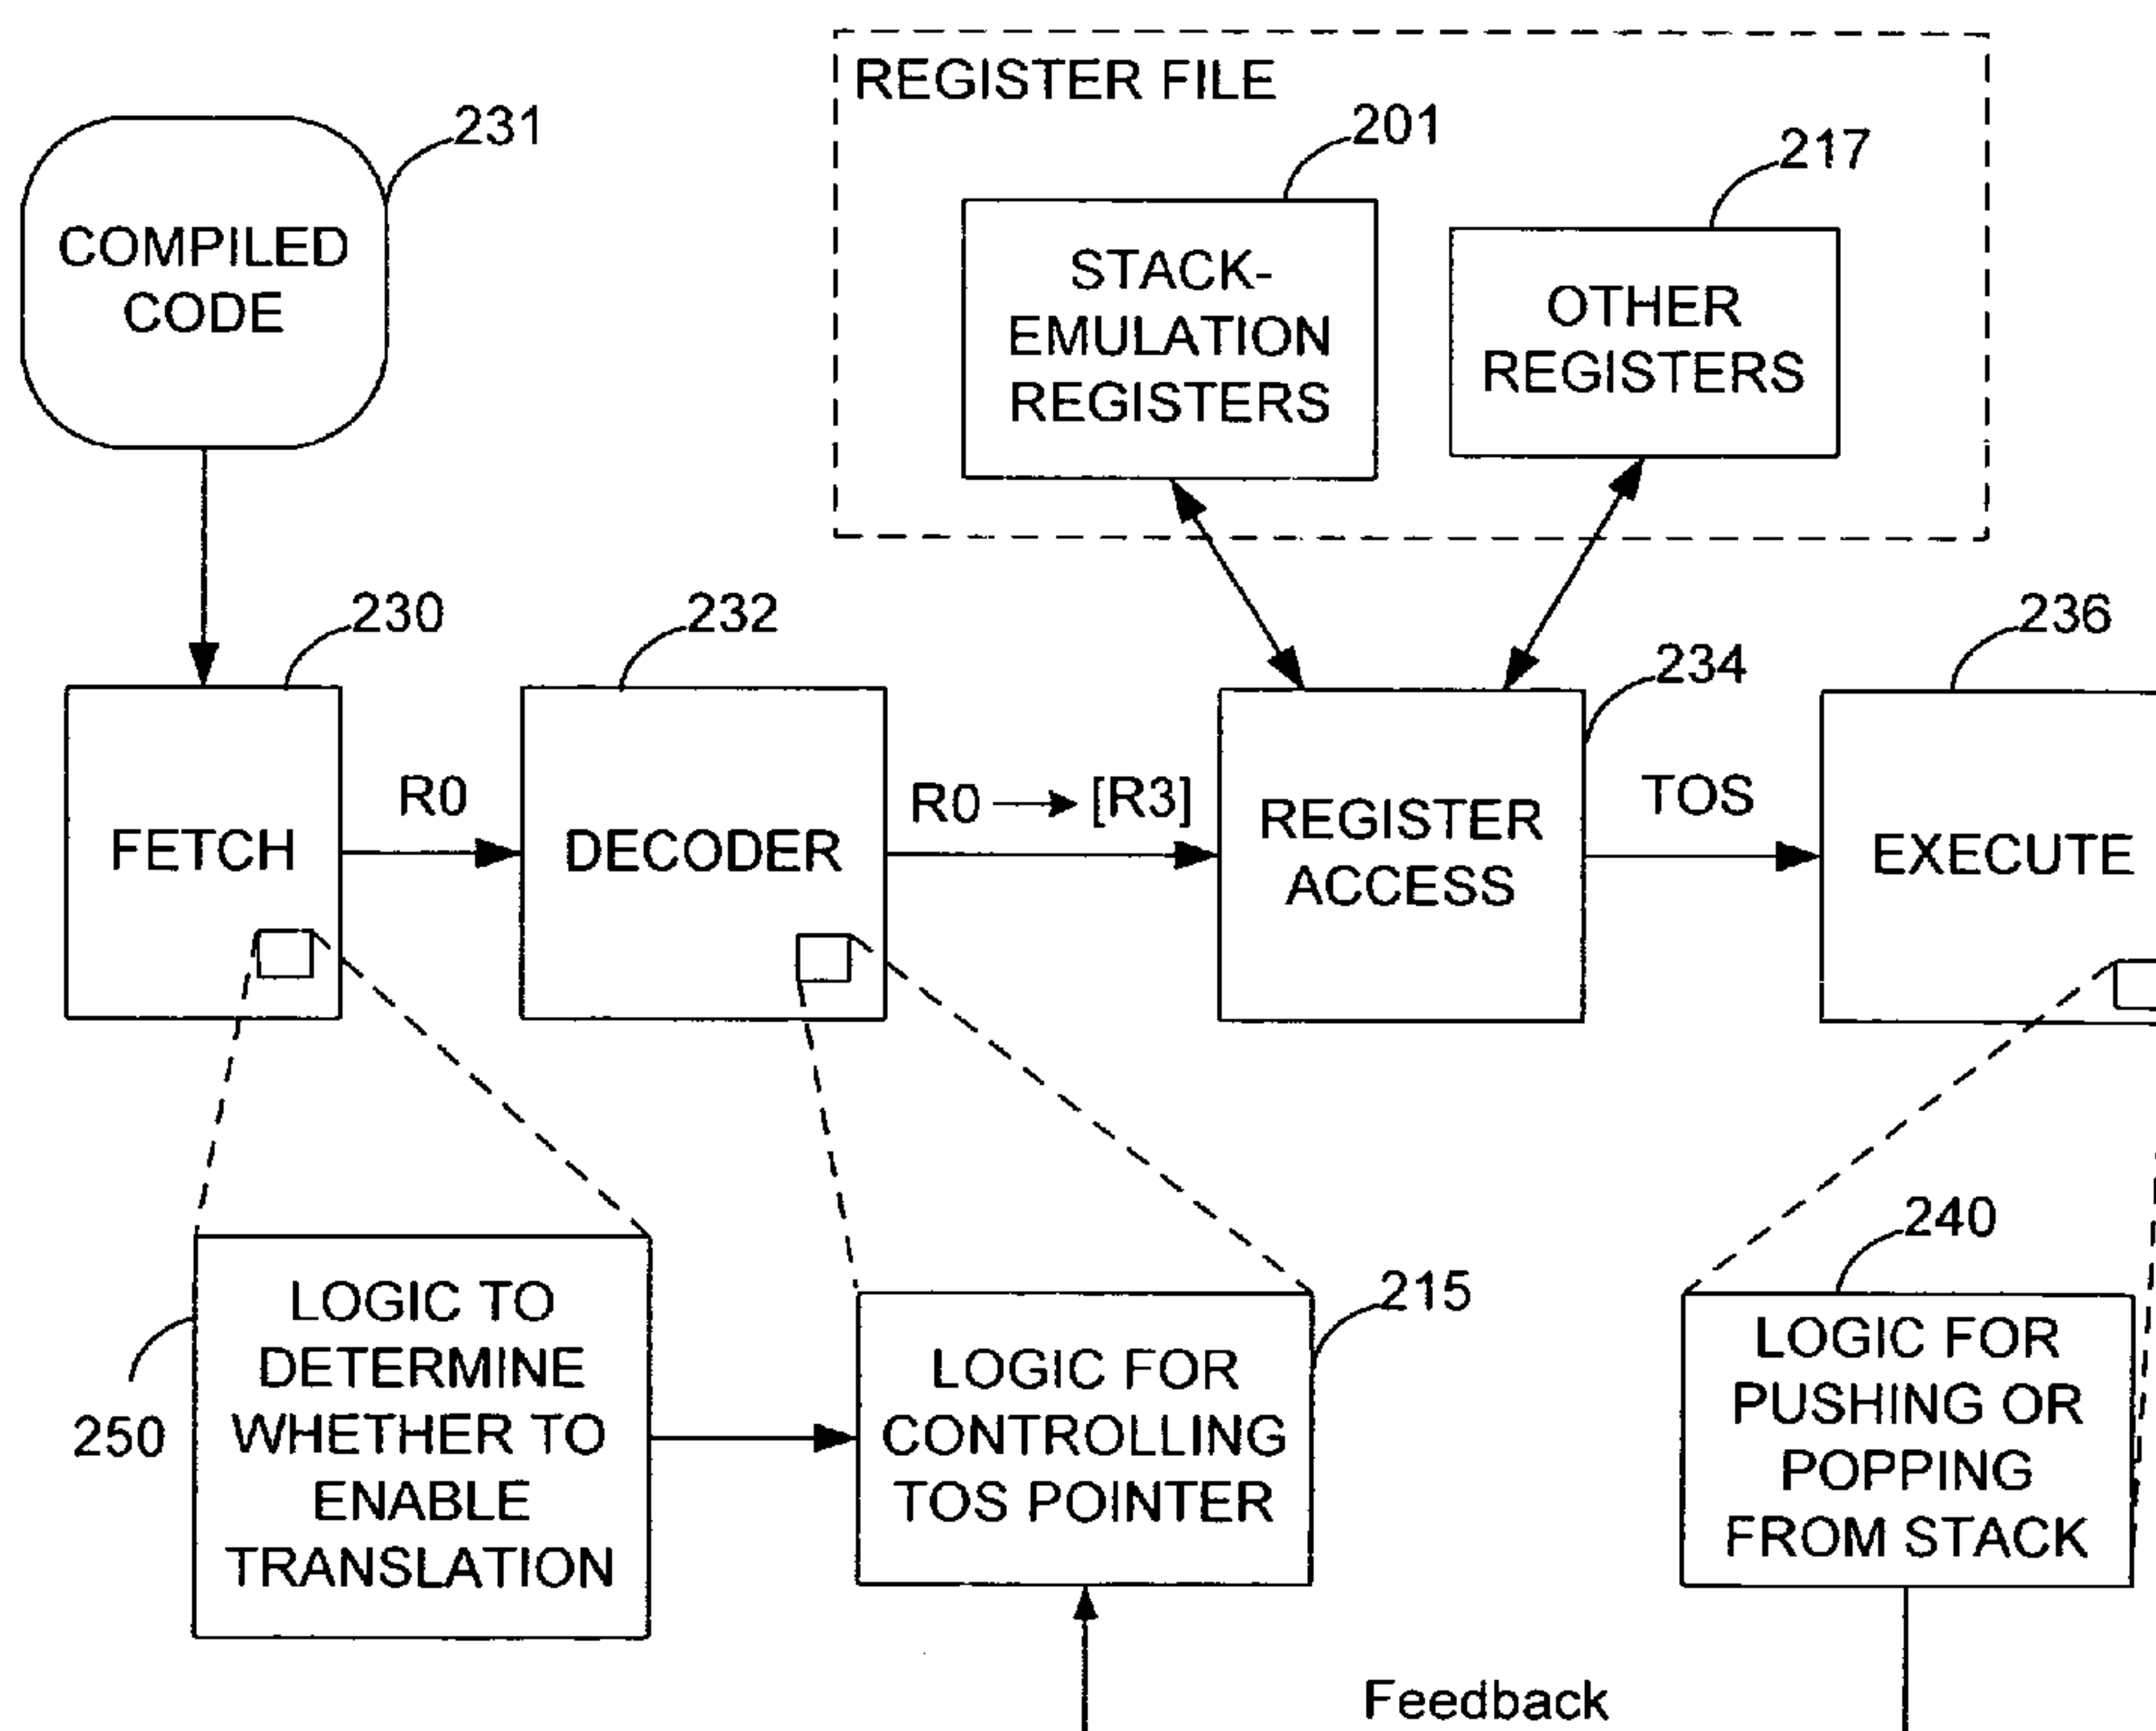 REGISTER FILE
231
201
217
COMPILED
CODE
STACK-
EMULATION
REGISTERS
OTHER
REGISTERS
230
232
234
236
FETCH
R0
DECODER
R0 → [R3]
REGISTER
ACCESS
TOS
EXECUTE
250
LOGIC TO
DETERMINE
WHETHER TO
ENABLE
TRANSLATION
215
LOGIC FOR
CONTROLLING
TOS POINTER
240
LOGIC FOR
PUSHING OR
POPPING
FROM STACK
Feedback